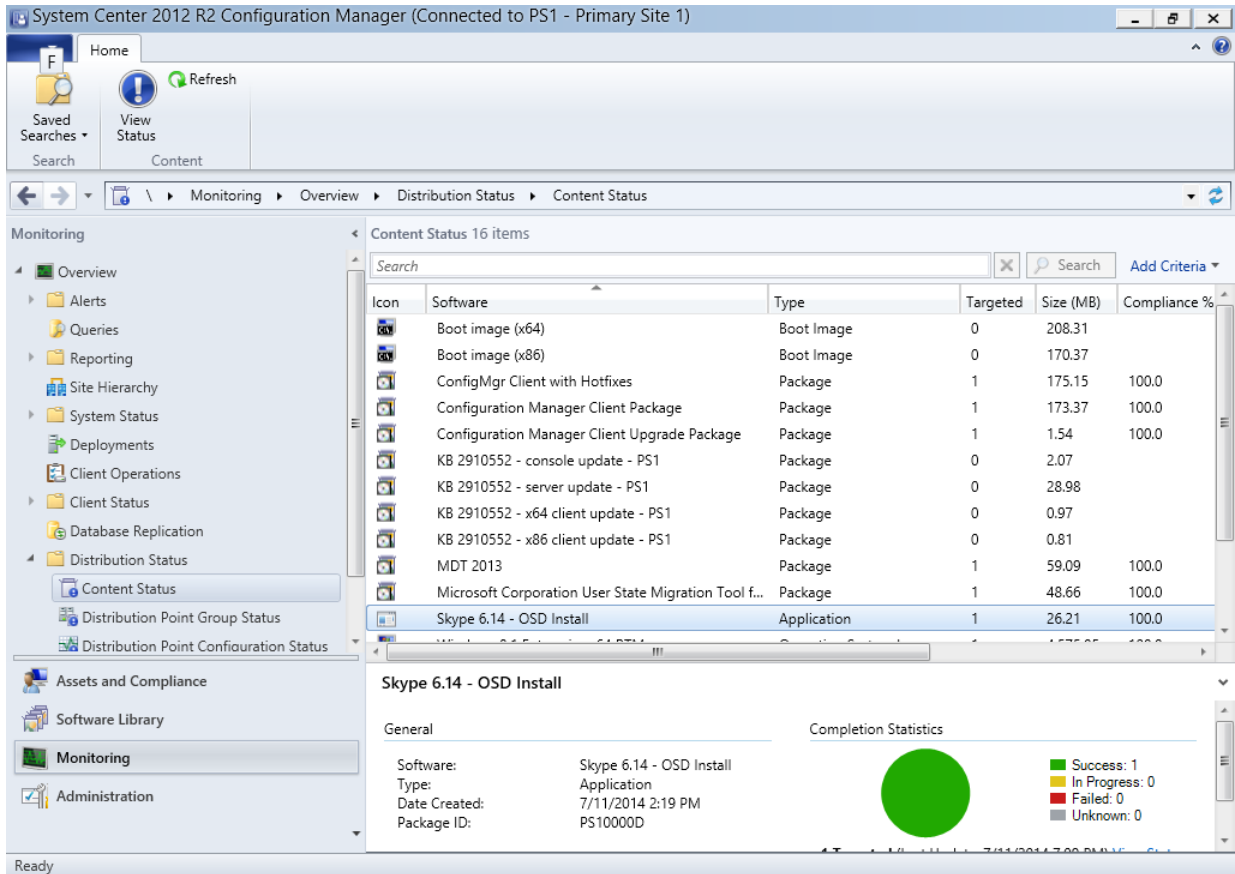 System Center 2012 R2 Configuration Manager (Connected to PS1 - Primary Site 1)
F
Home
Saved Searches
View Status
Refresh
Search
Content
\ Monitoring Overview Distribution Status Content Status
Monitoring
Overview
Alerts
Queries
Reporting
Site Hierarchy
System Status
Deployments
Client Operations
Client Status
Database Replication
Distribution Status
Content Status
Distribution Point Group Status
Distribution Point Configuration Status
Assets and Compliance
Software Library
Monitoring
Administration
Content Status 16 items
Search
Search
Add Criteria
Icon Software Type Targeted Size (MB) Compliance %
Boot image (x64) Boot Image 0 208.31
Boot image (x86) Boot Image 0 170.37
ConfigMgr Client with Hotfixes Package 1 175.15 100.0
Configuration Manager Client Package Package 1 173.37 100.0
Configuration Manager Client Upgrade Package Package 1 1.54 100.0
KB 2910552 - console update - PS1 Package 0 2.07
KB 2910552 - server update - PS1 Package 0 28.98
KB 2910552 - x64 client update - PS1 Package 0 0.97
KB 2910552 - x86 client update - PS1 Package 0 0.81
MDT 2013 Package 1 59.09 100.0
Microsoft Corporation User State Migration Tool f... Package 1 48.66 100.0
Skype 6.14 - OSD Install Application 1 26.21 100.0
Skype 6.14 - OSD Install
General
Software: Skype 6.14 - OSD Install
Type: Application
Date Created: 7/11/2014 2:19 PM
Package ID: PS10000D
Completion Statistics
Success: 1
In Progress: 0
Failed: 0
Unknown: 0
Ready